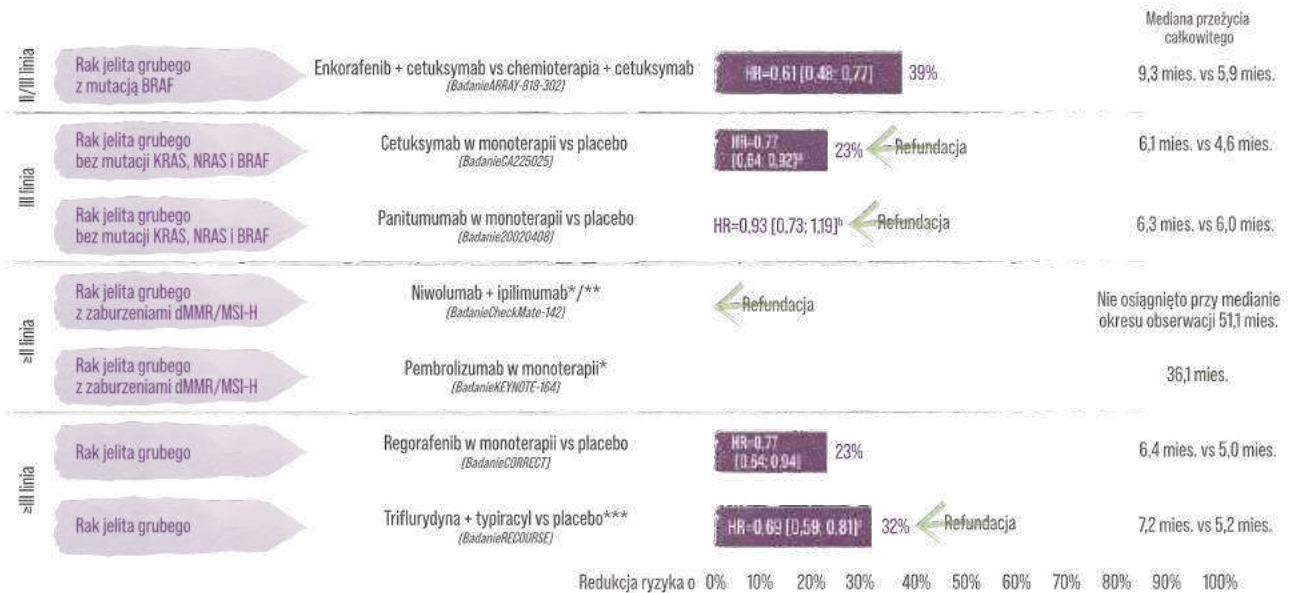 Mediana przeżycia
całkowitego
II/III linia
Rak jelita grubego
z mutacją BRAF
Enkorafenib + cetuksymab vs chemioterapia + cetuksymab
(BadanieARRAY-818-302)
HR=0,61 [0,48; 0,77]
39%
9,3 mies. vs 5,9 mies.
III linia
Rak jelita grubego
bez mutacji KRAS, NRAS i BRAF
Cetuksymab w monoterapii vs placebo
(BadanieCA225025)
HR=0,77
[0,64; 0,92]ª
23%
Refundacja
6,1 mies. vs 4,6 mies.
Rak jelita grubego
bez mutacji KRAS, NRAS i BRAF
Panitumumab w monoterapii vs placebo
(Badanie20020408)
HR=0,93 [0,73; 1,19]ᵇ
Refundacja
6,3 mies. vs 6,0 mies.
≥II linia
Rak jelita grubego
z zaburzeniami dMMR/MSI-H
Niwolumab + ipilimumab*/**
(BadanieCheckMate-142)
Refundacja
Nie osiągnięto przy medianie
okresu obserwacji 51,1 mies.
Rak jelita grubego
z zaburzeniami dMMR/MSI-H
Pembrolizumab w monoterapii*
(BadanieKEYNOTE-164)
36,1 mies.
≥III linia
Rak jelita grubego
Regorafenib w monoterapii vs placebo
(BadanieCORRECT)
HR=0,77
[0,64; 0,94]
23%
6,4 mies. vs 5,0 mies.
Rak jelita grubego
Triflurydyna + typiracyl vs placebo***
(BadanieRECOURSE)
HR=0,69 [0,59; 0,81]ᶜ
32%
Refundacja
7,2 mies. vs 5,2 mies.
Redukcja ryzyka o 0% 10% 20% 30% 40% 50% 60% 70% 80% 90% 100%